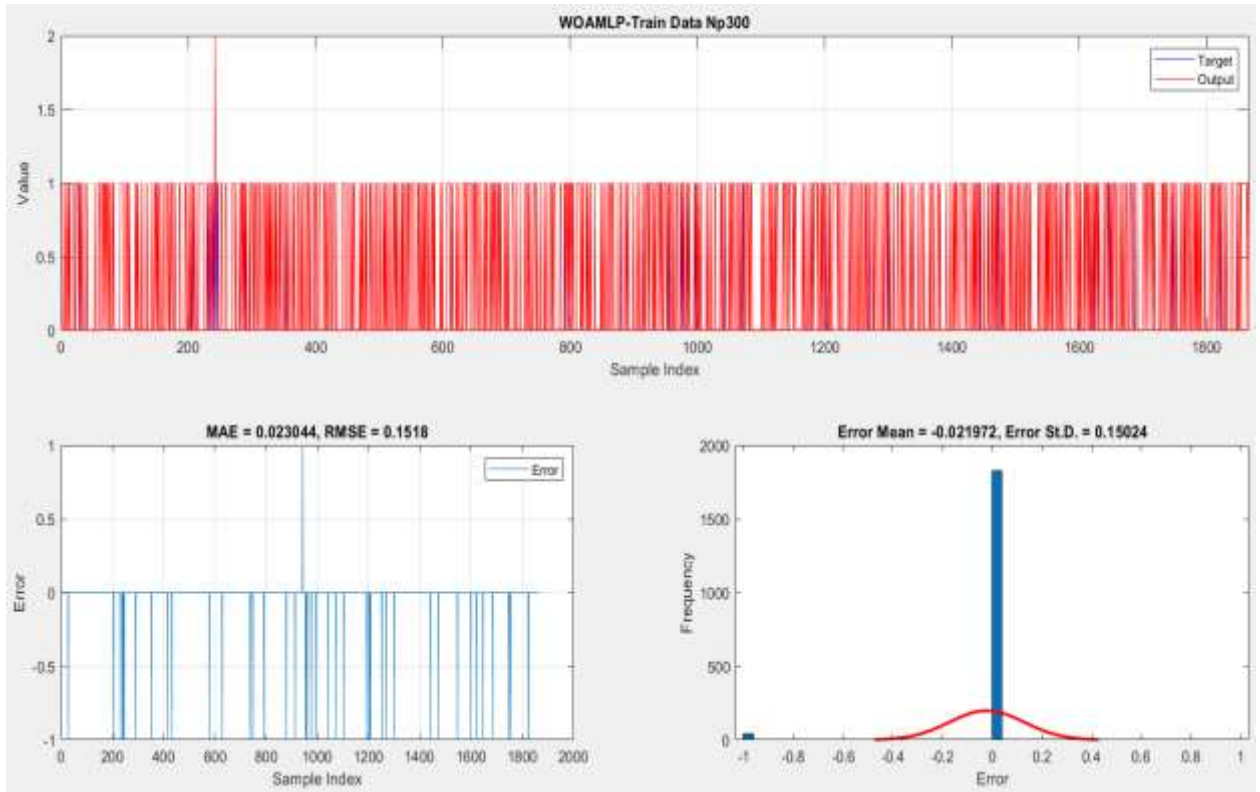 WOAMLP-Train Data Np300
2
1.5
1
0.5
0
Value
Target
Output
0 200 400 600 800 1000 1200 1400 1600 1800
Sample Index
MAE = 0.023044, RMSE = 0.1518
1
0.5
0
-0.5
-1
Error
Error
0 200 400 600 800 1000 1200 1400 1600 1800 2000
Sample Index
Error Mean = -0.021972, Error St.D. = 0.15024
2000
1500
1000
500
0
Frequency
-1 -0.8 -0.6 -0.4 -0.2 0 0.2 0.4 0.6 0.8 1
Error